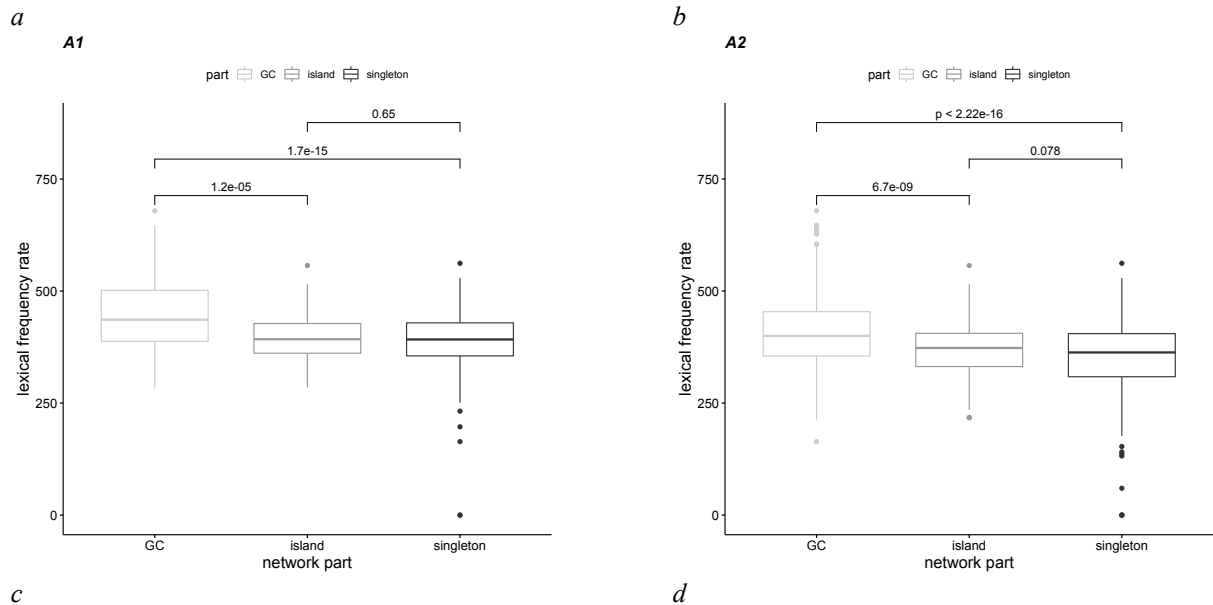 a
A1
part GC island singleton
0.65
1.7e-15
1.2e-05
750
500
250
0
lexical frequency rate
GC island singleton
network part
b
A2
part GC island singleton
p < 2.22e-16
0.078
6.7e-09
750
500
250
0
lexical frequency rate
GC island singleton
network part
c
d